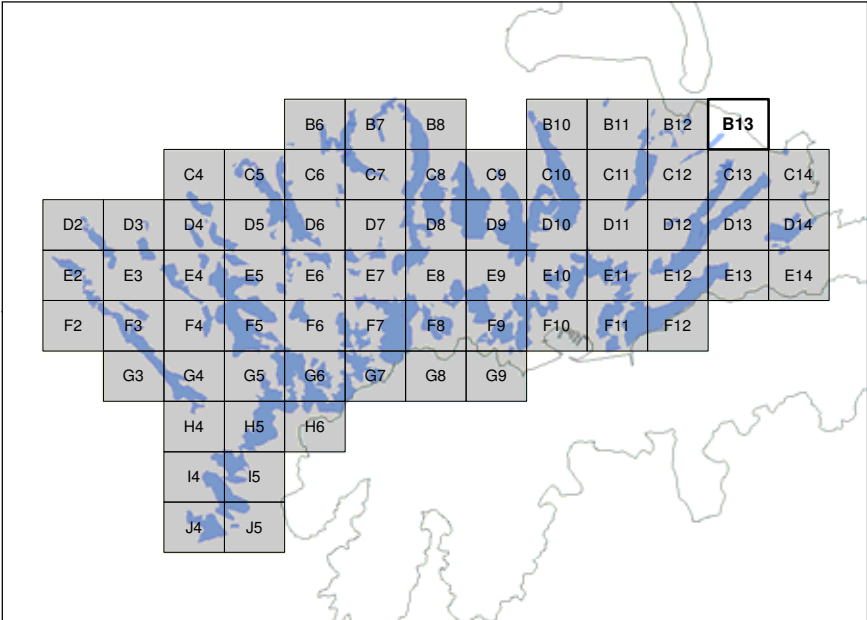 B6 B7 B8 B10 B11 B12 B13
C4 C5 C6 C7 C8 C9 C10 C11 C12 C13 C14
D2 D3 D4 D5 D6 D7 D8 D9 D10 D11 D12 D13 D14
E2 E3 E4 E5 E6 E7 E8 E9 E10 E11 E12 E13 E14
F2 F3 F4 F5 F6 F7 F8 F9 F10 F11 F12
G3 G4 G5 G6 G7 G8 G9
H4 H5 H6
I4 I5
J4 J5